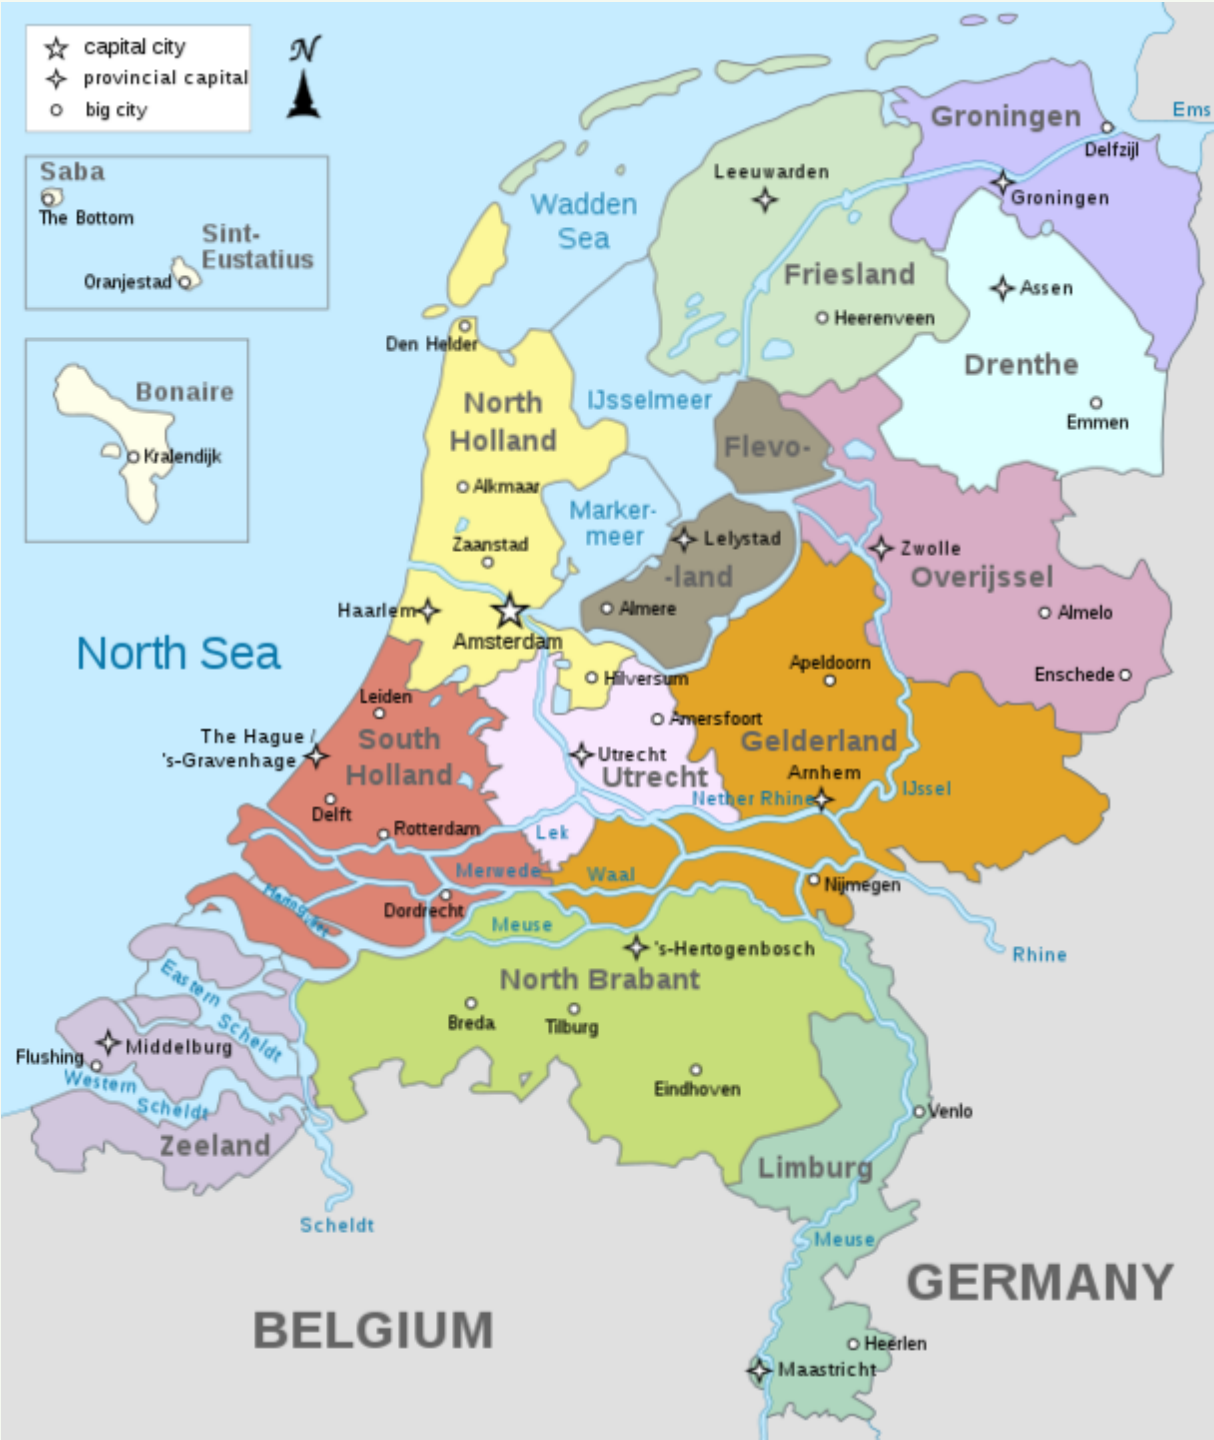 capital city
provincial capital
big city
N
Saba
The Bottom
Sint-
Eustatius
Oranjestad
Bonaire
Kralendijk
Groningen
Ems
Delfzijl
Leeuwarden
Groningen
Wadden
Sea
Friesland
Assen
Heerenveen
Den Helder
Drenthe
North
Holland
IJsselmeer
Emmen
Flevo-
Alkmaar
Marker-
meer
Zaanstad
Lelystad
Zwolle
-land
Overijssel
Haarlem
Almere
Almelo
Amsterdam
North Sea
Apeldoorn
Enschede
Hilversum
Leiden
Amersfoort
The Hague /
's-Gravenhage
South
Holland
Gelderland
Utrecht
Utrecht
Arnhem
Nether Rhine
IJssel
Delft
Rotterdam
Lek
Merwede
Waal
Nijmegen
Dordrecht
Meuse
's-Hertogenbosch
Rhine
Eastern
Scheldt
North Brabant
Breda
Tilburg
Middelburg
Flushing
Western
Scheldt
Eindhoven
Venlo
Zeeland
Limburg
Scheldt
Meuse
GERMANY
BELGIUM
Heerlen
Maastricht